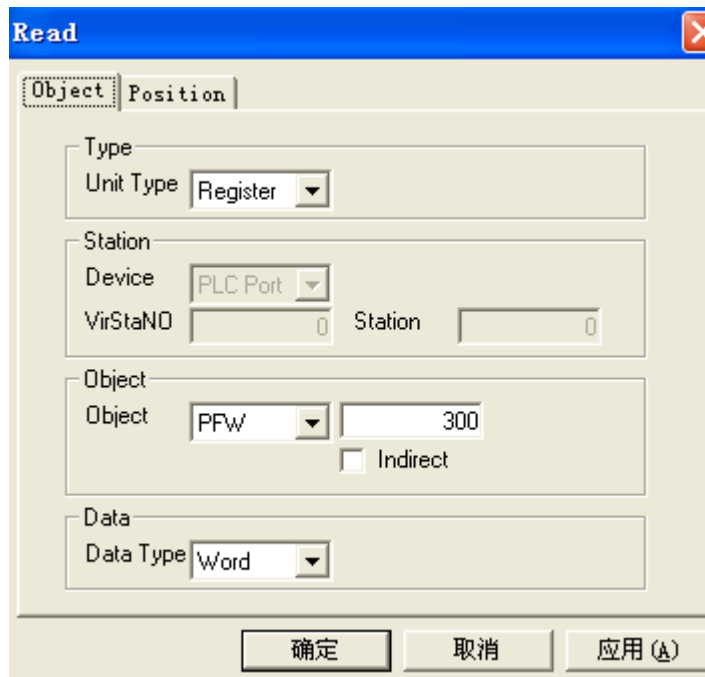 Read
Object Position
Type
Unit Type Register
Station
Device PLC Port
VirStaNO 0 Station 0
Object
Object PFW 300
Indirect
Data
Data Type Word
确定 取消 应用(A)